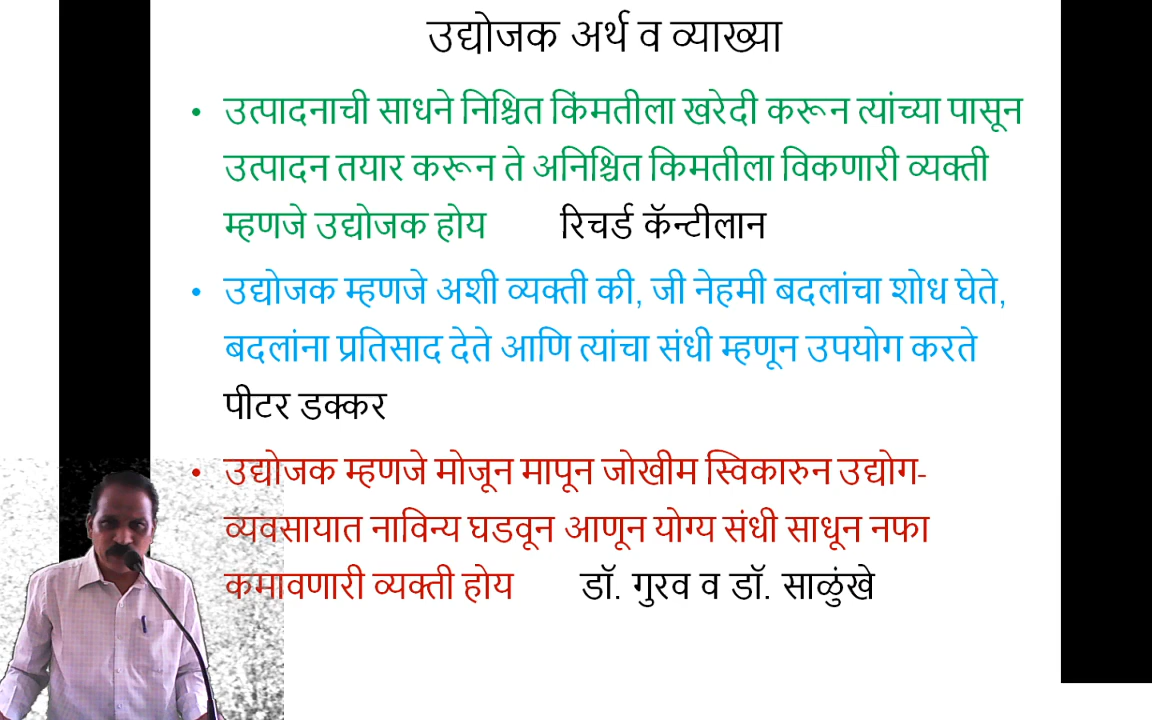 उद्योजक अर्थ व व्याख्या
• उत्पादनाची साधने निश्चित किंमतीला खरेदी करून त्यांच्या पासून
उत्पादन तयार करून ते अनिश्चित किमतीला विकणारी व्यक्ती
म्हणजे उद्योजक होय रिचर्ड कॅन्टीलान
• उद्योजक म्हणजे अशी व्यक्ती की, जी नेहमी बदलांचा शोध घेते,
बदलांना प्रतिसाद देते आणि त्यांचा संधी म्हणून उपयोग करते
पीटर डक्कर
• उद्योजक म्हणजे मोजून मापून जोखीम स्विकारुन उद्योग-
व्यवसायात नाविन्य घडवून आणून योग्य संधी साधून नफा
कमावणारी व्यक्ती होय डॉ. गुरव व डॉ. साळुंखे